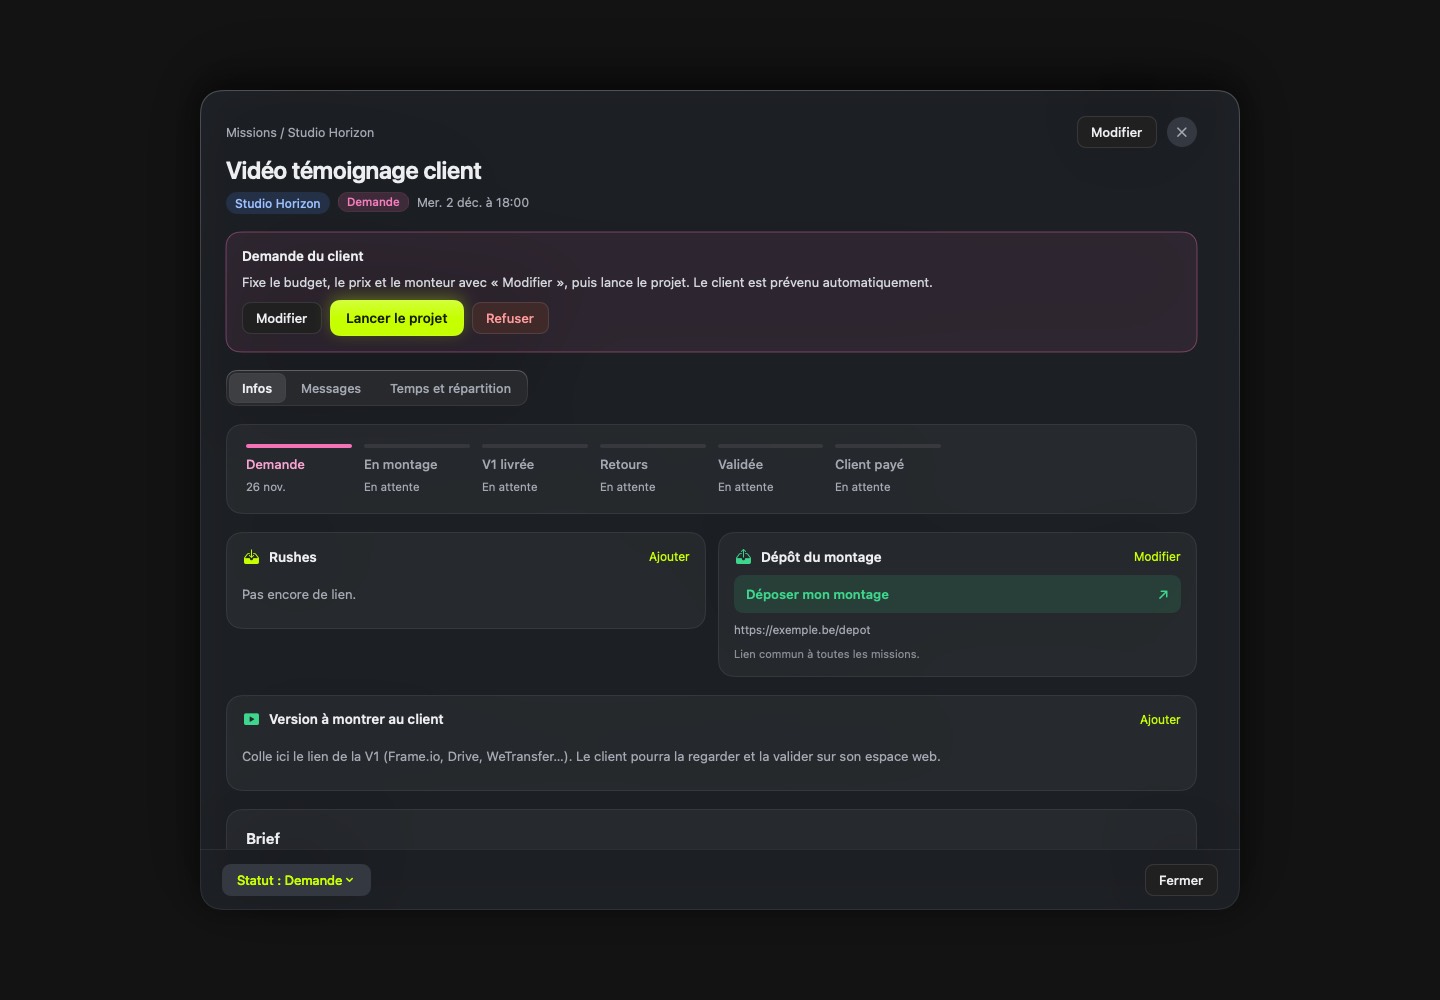 Missions / Studio Horizon
Modifier
Vidéo témoignage client
Studio Horizon
Demande
Mer. 2 déc. à 18:00
Demande du client
Fixe le budget, le prix et le monteur avec « Modifier », puis lance le projet. Le client est prévenu automatiquement.
Modifier
Lancer le projet
Refuser
Infos
Messages
Temps et répartition
Demande
En montage
V1 livrée
Retours
Validée
Client payé
26 nov.
En attente
En attente
En attente
En attente
En attente
Rushes
Ajouter
Pas encore de lien.
Dépôt du montage
Modifier
Déposer mon montage
https://exemple.be/depot
Lien commun à toutes les missions.
Version à montrer au client
Ajouter
Colle ici le lien de la V1 (Frame.io, Drive, WeTransfer...). Le client pourra la regarder et la valider sur son espace web.
Brief
Statut : Demande
Fermer